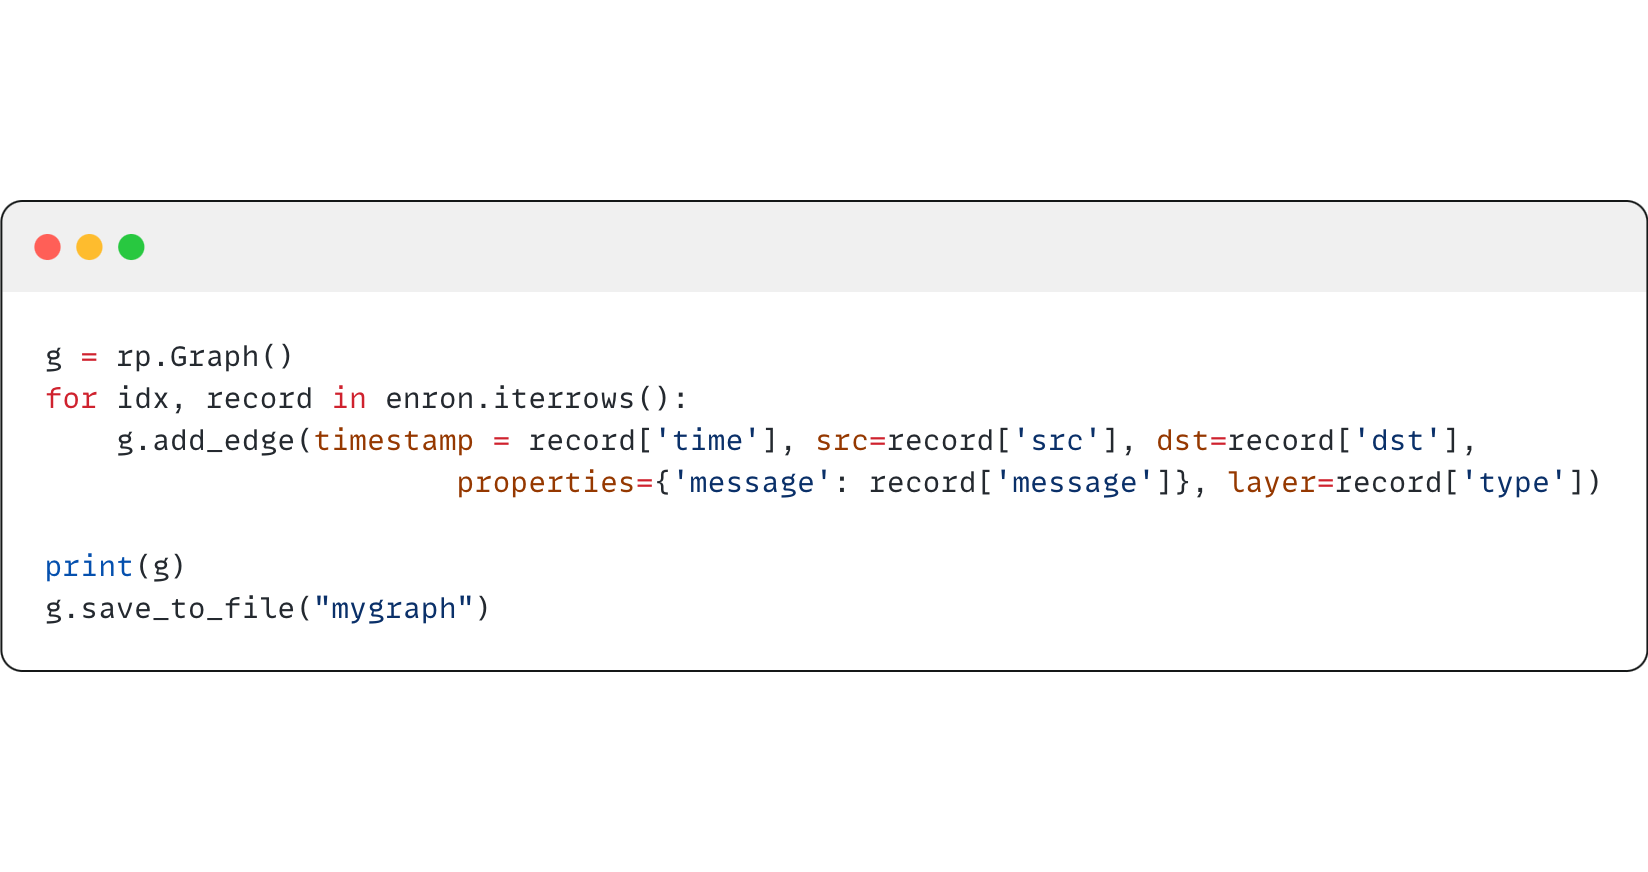 g = rp.Graph()
for idx, record in enron.iterrows():
    g.add_edge(timestamp = record['time'], src=record['src'], dst=record['dst'],
                       properties={'message': record['message']}, layer=record['type'])
print(g)
g.save_to_file("mygraph")